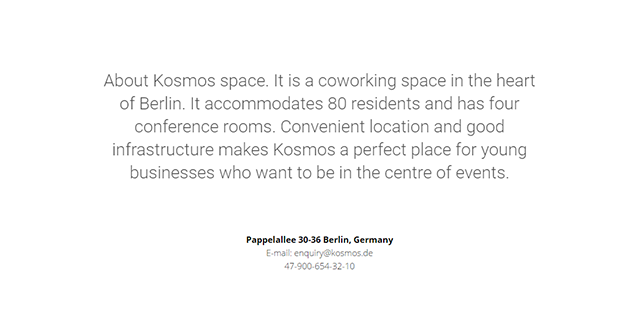 About Kosmos space. It is a coworking space in the heart
of Berlin. It accommodates 80 residents and has four
conference rooms. Convenient location and good
infrastructure makes Kosmos a perfect place for young
businesses who want to be in the centre of events.
Pappelallee 30-36 Berlin, Germany
E-mail: enquiry@kosmos.de
47-900-654-32-10